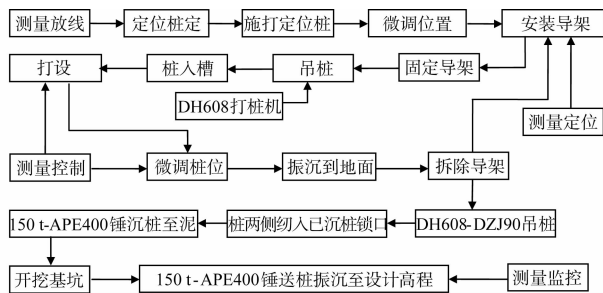 测量放线
定位桩定
施打定位桩
微调位置
安装导架
打设
桩入槽
吊桩
固定导架
DH608打桩机
测量定位
测量控制
微调桩位
振沉到地面
拆除导架
150 t-APE400锤沉桩至泥
桩两侧纫入已沉桩锁口
DH608-DZJ90吊桩
开挖基坑
150 t-APE400锤送桩振沉至设计高程
测量监控